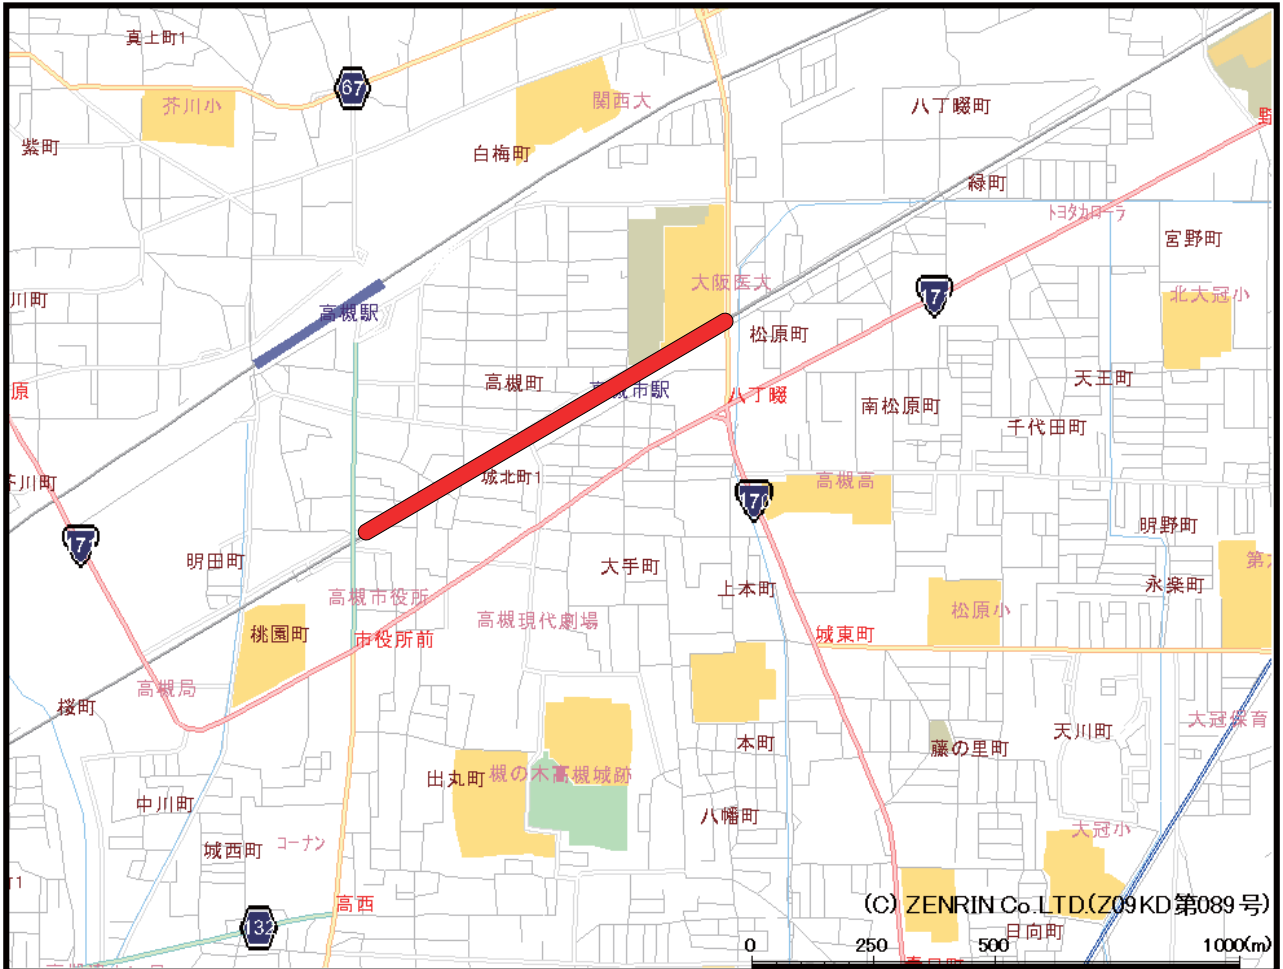 真上町1
67
芥川小
関西大
八丁畷町
紫町
白梅町
緑町
トヨタカローラ
宮野町
大阪医大
川町
高槻駅
171
北大冠小
松原町
原
高槻町
市駅
八丁畷
天王町
南松原町
千代田町
芥川町
城北町1
高槻高
170
明野町
明田町
大手町
上本町
永楽町
高槻市役所
高槻現代劇場
松原小
桃園町
市役所前
城東町
高槻局
桜町
大冠保育
本町
藤の里町
天川町
出丸町
槻の木高
槻城跡
中川町
八幡町
城西町
コーナン
大冠小
高西
132
(C) ZENRIN Co.LTD.(Z09KD第089号)
日向町
0 250 500 1000(m)